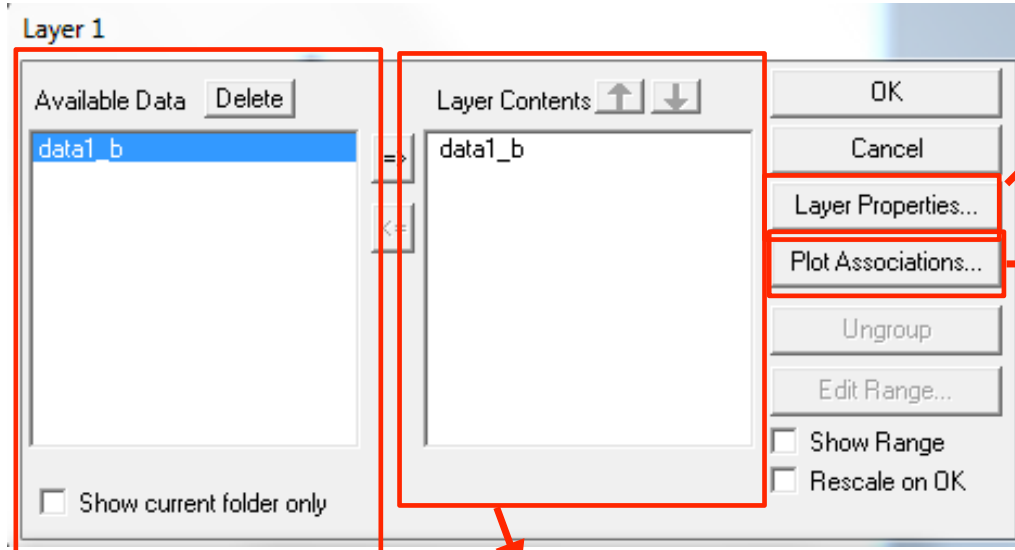 Layer 1
Available Data Delete
data1_b
Show current folder only
=>
<=
Layer Contents
data1_b
OK
Cancel
Layer Properties...
Plot Associations...
Ungroup
Edit Range...
Show Range
Rescale on OK